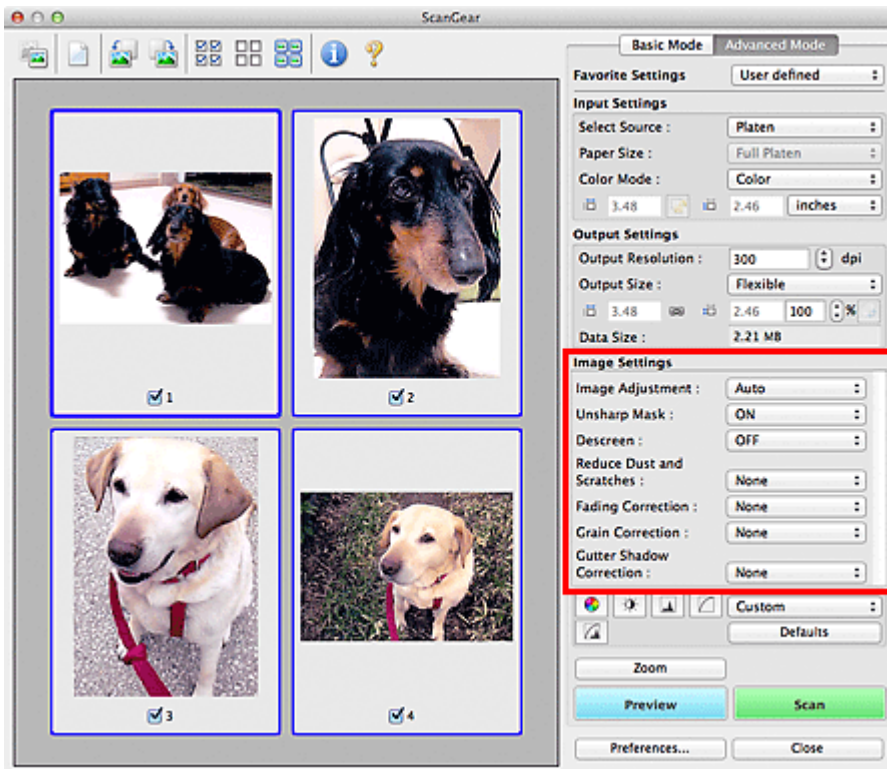 ScanGear
Basic Mode Advanced Mode
Favorite Settings User defined
Input Settings
Select Source : Platen
Paper Size : Full Platen
Color Mode : Color
3.48 2.46 inches
Output Settings
Output Resolution : 300 dpi
Output Size : Flexible
3.48 2.46 100 %
Data Size : 2.21 MB
Image Settings
Image Adjustment : Auto
Unsharp Mask : ON
Descreen : OFF
Reduce Dust and
Scratches : None
Fading Correction : None
Grain Correction : None
Gutter Shadow
Correction : None
Custom
Defaults
Zoom
Preview Scan
Preferences... Close
1
2
3
4